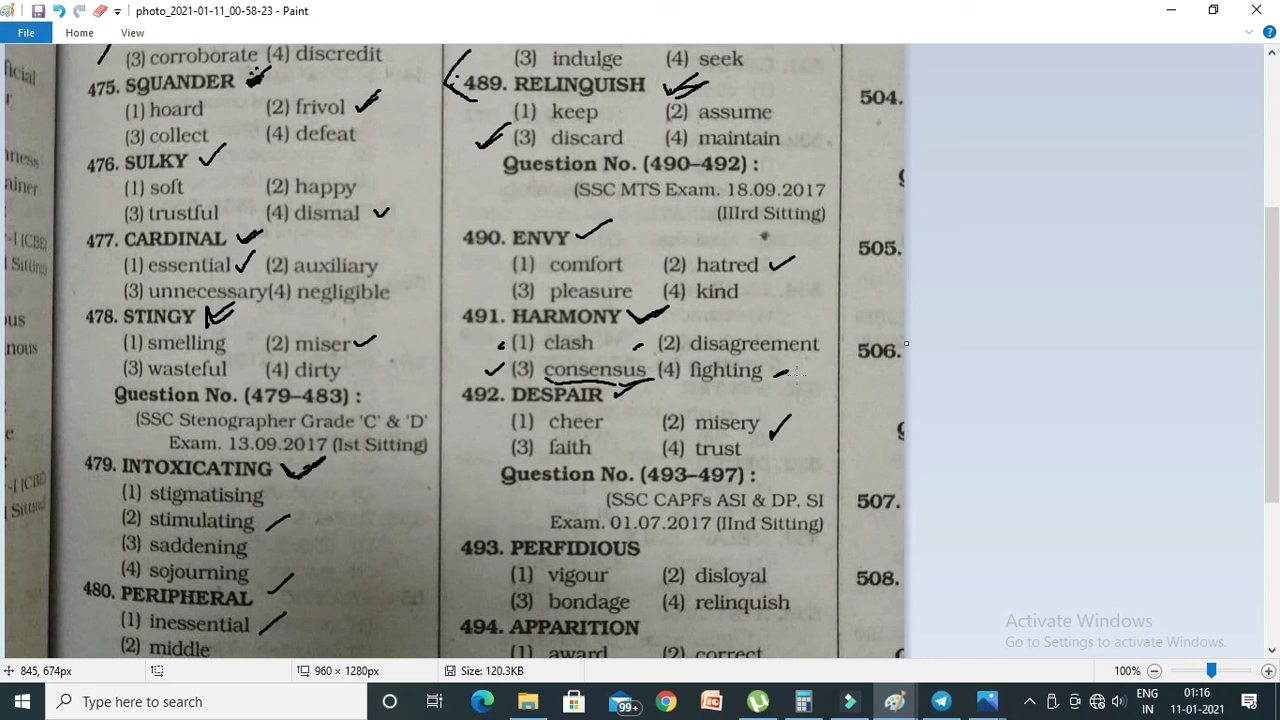 photo_2021-01-11_00-58-23 - Paint
File Home View
ficial
(3) corroborate (4) discredit
475. SQUANDER
(1) hoard (2) frivol
(3) collect (4) defeat
476. SULKY
(1) soft (2) happy
(3) trustful (4) dismal
477. CARDINAL
(1) essential (2) auxiliary
(3) unnecessary(4) negligible
478. STINGY
(1) smelling (2) miser
(3) wasteful (4) dirty
Question No. (479–483) :
(SSC Stenographer Grade 'C' & 'D'
Exam. 13.09.2017 (Ist Sitting)
479. INTOXICATING
(1) stigmatising
(2) stimulating
(3) saddening
(4) sojourning
480. PERIPHERAL
(1) inessential
(2) middle
(3) indulge (4) seek
489. RELINQUISH
(1) keep (2) assume
(3) discard (4) maintain
Question No. (490–492) :
(SSC MTS Exam. 18.09.2017
(IIIrd Sitting)
490. ENVY
(1) comfort (2) hatred
(3) pleasure (4) kind
491. HARMONY
(1) clash (2) disagreement
(3) consensus (4) fighting
492. DESPAIR
(1) cheer (2) misery
(3) faith (4) trust
Question No. (493–497) :
(SSC CAPFs ASI & DP, SI
Exam. 01.07.2017 (IInd Sitting)
493. PERFIDIOUS
(1) vigour (2) disloyal
(3) bondage (4) relinquish
494. APPARITION
(1) award (2) correct
504.
505.
506.
507.
508.
Activate Windows
Go to Settings to activate Windows.
845, 674px 960 × 1280px Size: 120.3KB 100%
Type here to search
99+
ENG
IN
01:16
11-01-2021